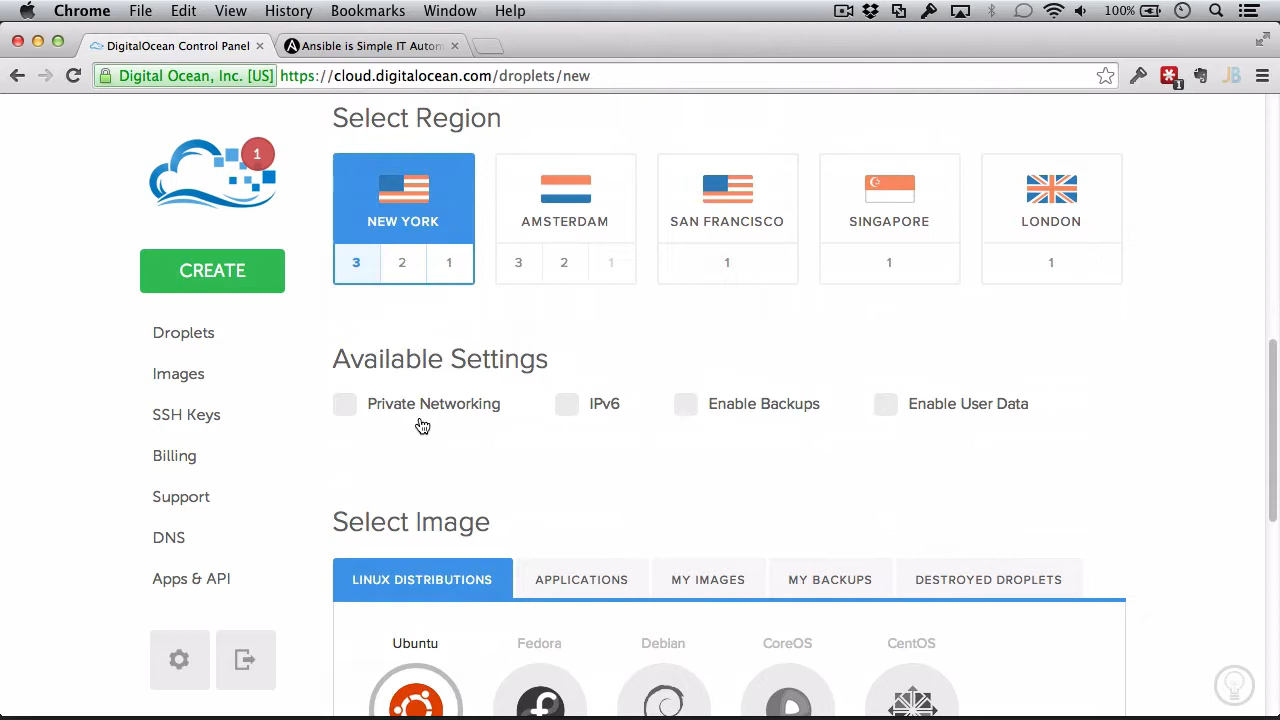 Chrome File Edit View History Bookmarks Window Help 100%
DigitalOcean Control Panel Ansible is Simple IT Autom
Digital Ocean, Inc. [US] https://cloud.digitalocean.com/droplets/new 1 JB
Select Region
1
NEW YORK AMSTERDAM SAN FRANCISCO SINGAPORE LONDON
3 2 1 3 2 1 1 1 1
CREATE
Droplets
Images
SSH Keys
Billing
Support
DNS
Apps & API
Available Settings
Private Networking IPv6 Enable Backups Enable User Data
Select Image
LINUX DISTRIBUTIONS APPLICATIONS MY IMAGES MY BACKUPS DESTROYED DROPLETS
Ubuntu Fedora Debian CoreOS CentOS